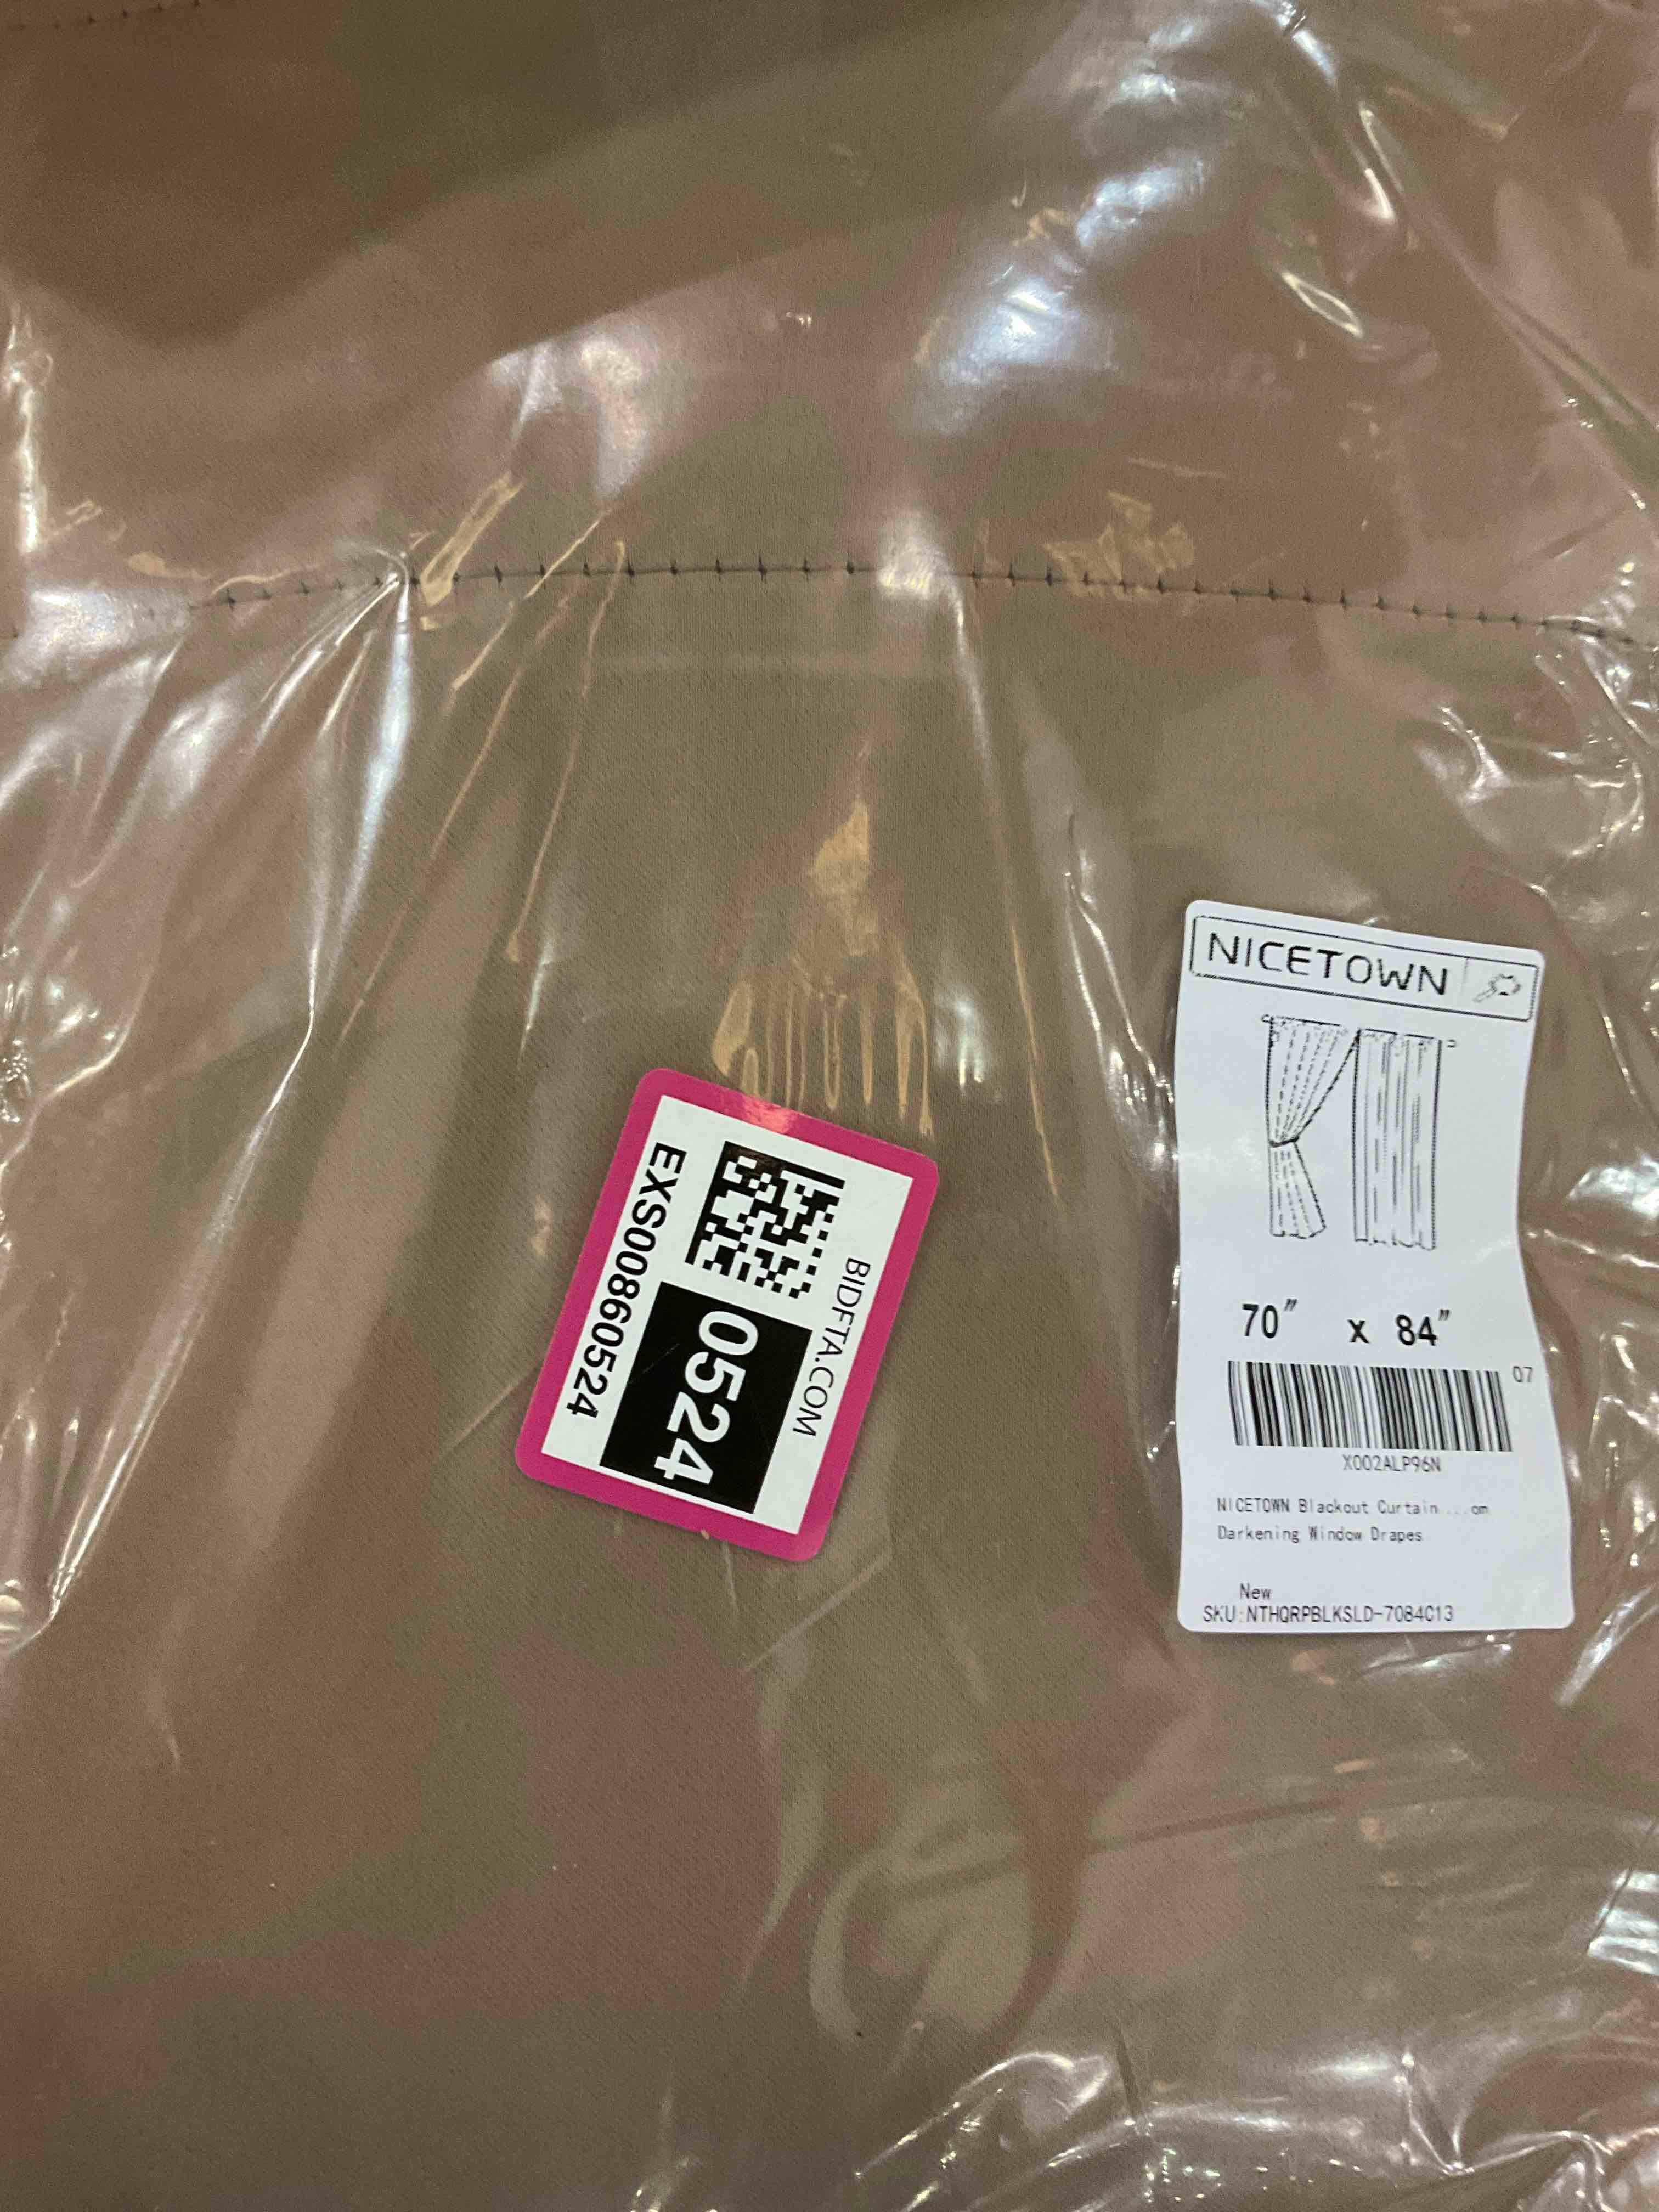 BIDFTA.COM
0524
EXS00860524
NICETOWN
70" x 84"
07
X002ALP96N
NICETOWN Blackout Curtain ...om
Darkening Window Drapes
New
SKU:NTHQRPBLKSLD-7084C13